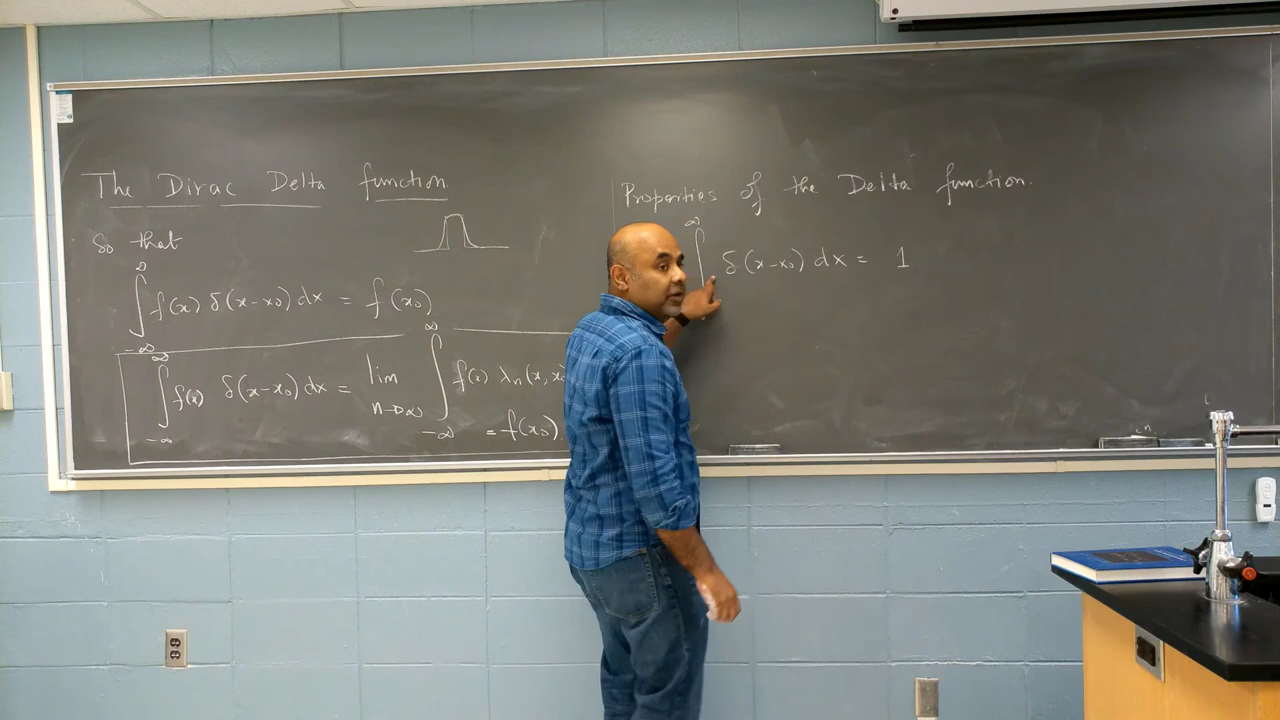 The Dirac Delta function
So that
∞
∫ f(x) δ(x-x0) dx = f(x0)
-∞
∞ ∞
∫ f(x) δ(x-x0) dx = lim ∫ f(x) λn(x, x0
-∞ n→∞ -∞ = f(x0).
Properties of the Delta function.
∞
∫ δ(x-x0) dx = 1